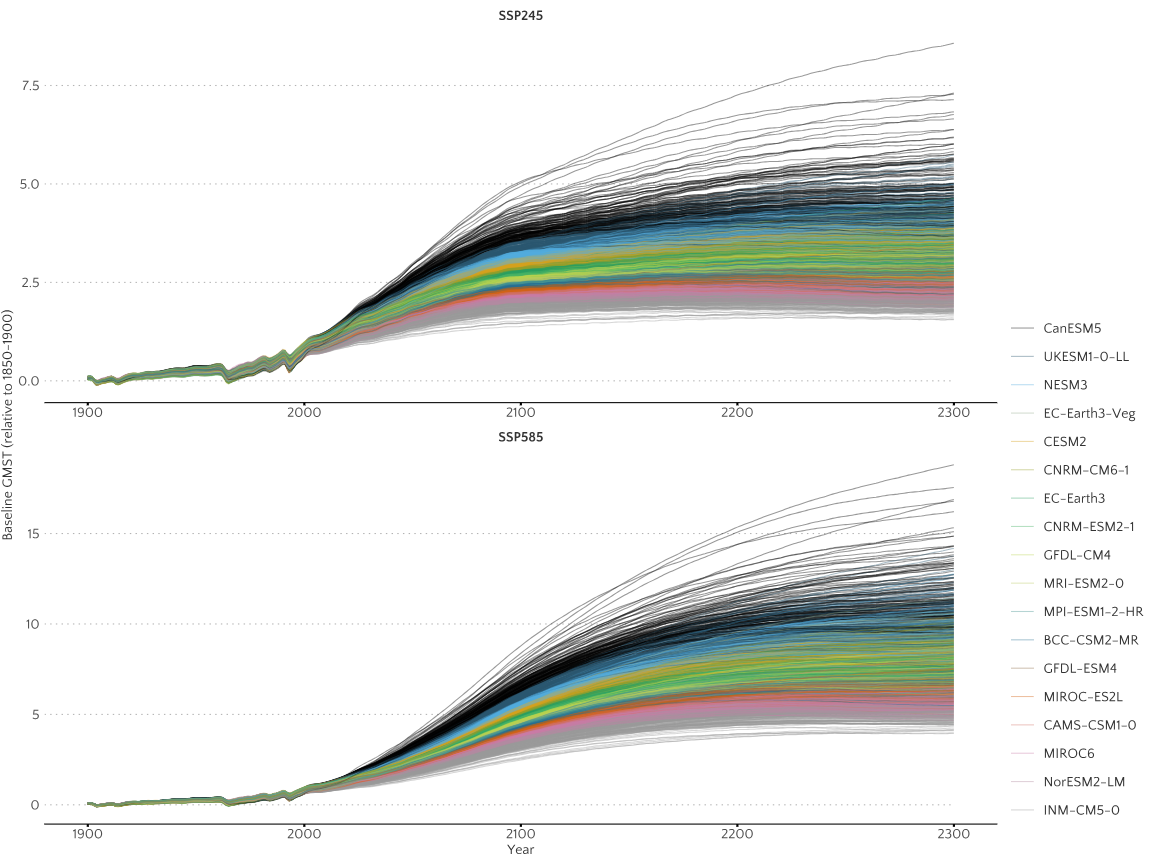 SSP245
7.5
5.0
2.5
0.0
1900 2000 2100 2200 2300
Baseline GMST (relative to 1850-1900)
SSP585
15
10
5
0
1900 2000 2100 2200 2300
Year
CanESM5
UKESM1-0-LL
NESM3
EC-Earth3-Veg
CESM2
CNRM-CM6-1
EC-Earth3
CNRM-ESM2-1
GFDL-CM4
MRI-ESM2-0
MPI-ESM1-2-HR
BCC-CSM2-MR
GFDL-ESM4
MIROC-ES2L
CAMS-CSM1-0
MIROC6
NorESM2-LM
INM-CM5-0